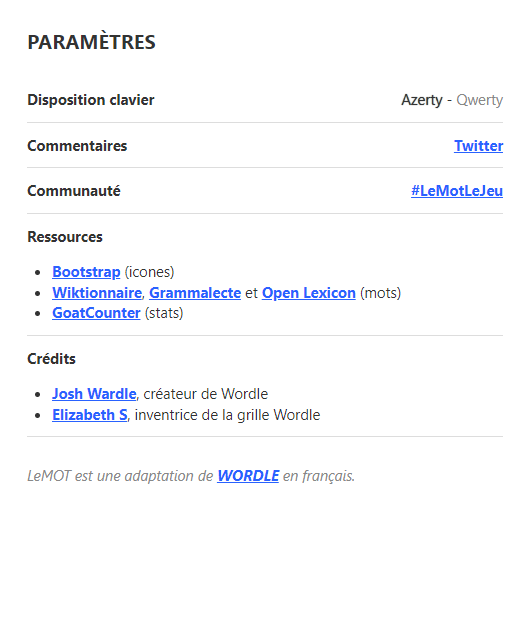 PARAMÈTRES
Disposition clavier Azerty - Qwerty
Commentaires Twitter
Communauté #LeMotLeJeu
Ressources
• Bootstrap (icones)
• Wiktionnaire, Grammalecte et Open Lexicon (mots)
• GoatCounter (stats)
Crédits
• Josh Wardle, créateur de Wordle
• Elizabeth S, inventrice de la grille Wordle
LeMOT est une adaptation de WORDLE en français.